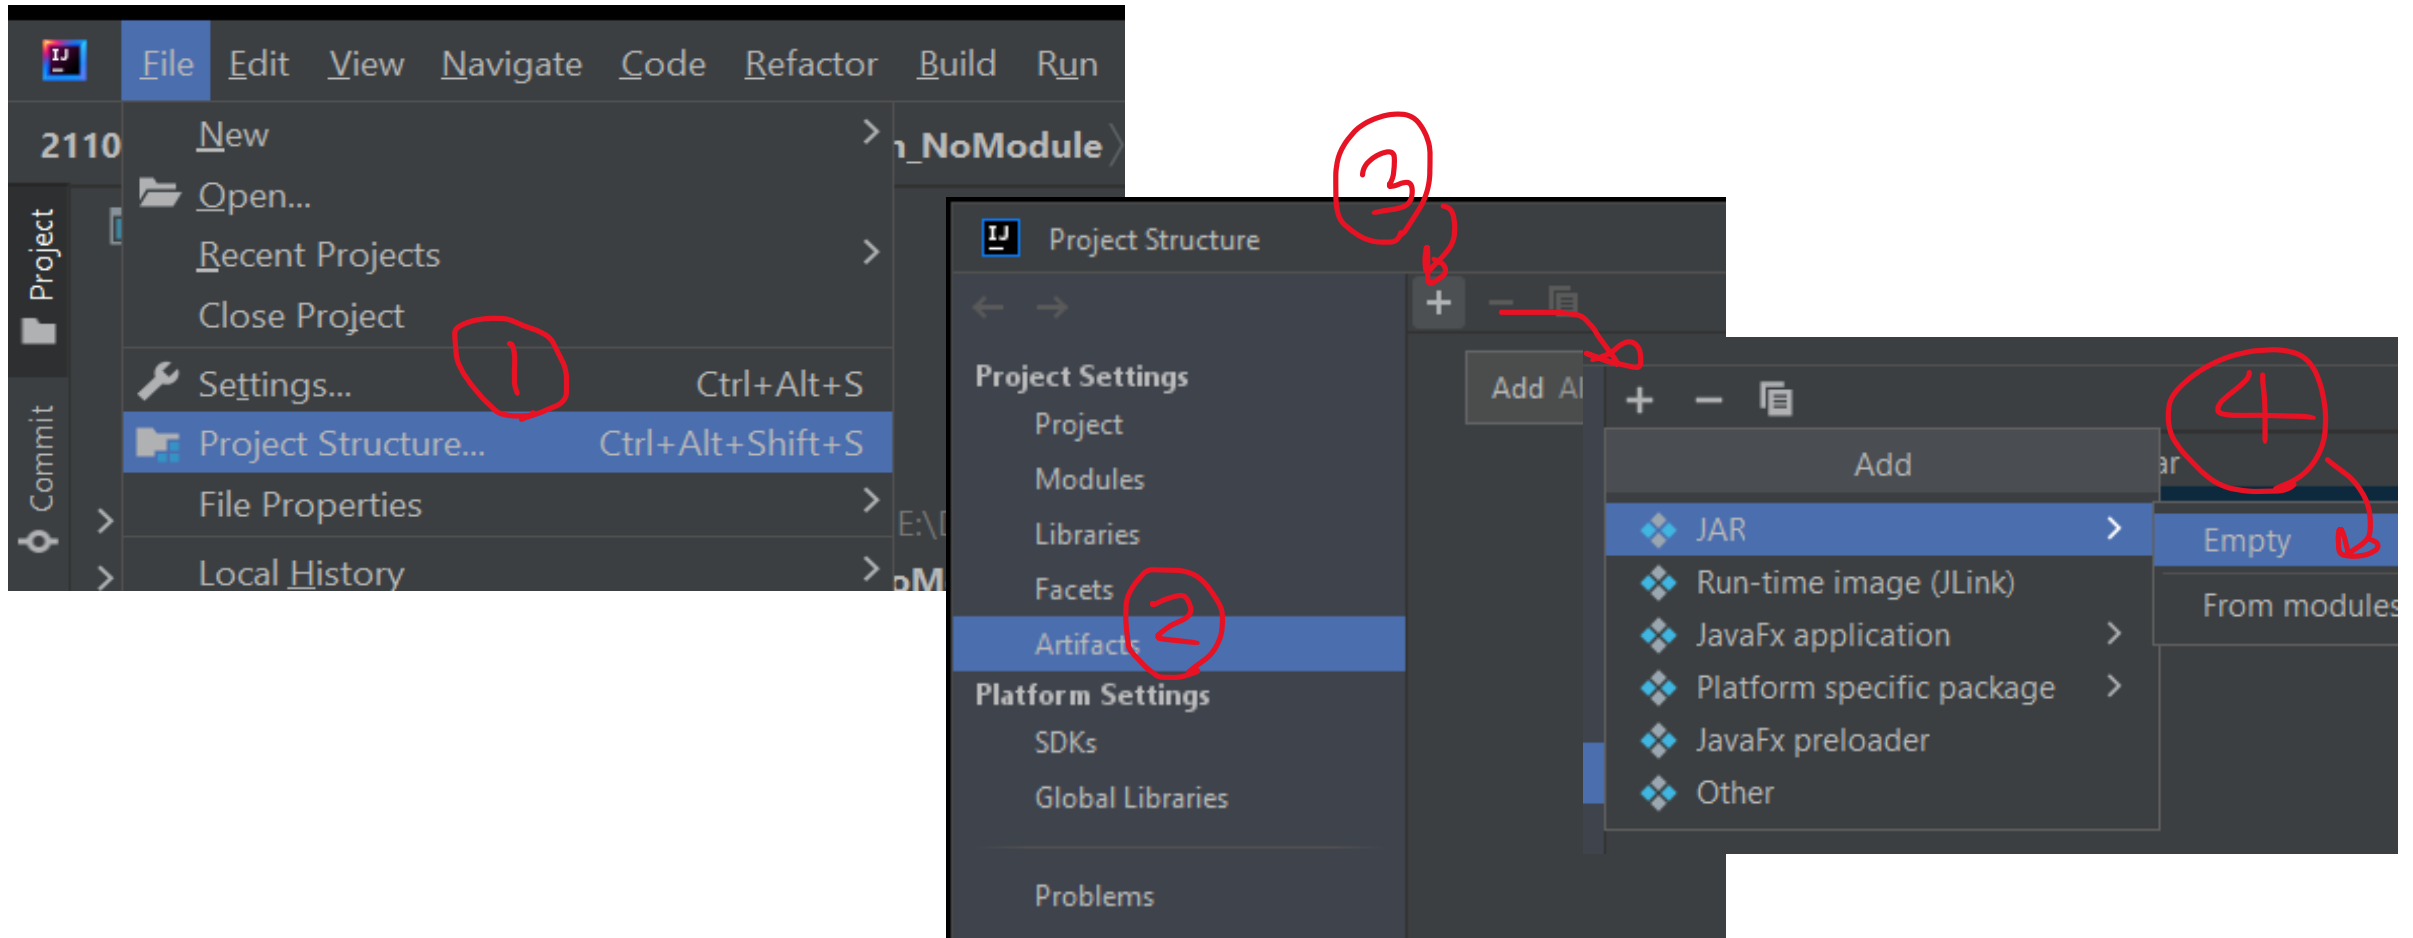 IJ
File Edit View Navigate Code Refactor Build Run
2110
_NoModule
New
Open...
Recent Projects
Close Project
Settings... Ctrl+Alt+S
Project Structure... Ctrl+Alt+Shift+S
File Properties
Local History
Project
Commit
E:\
1
IJ Project Structure
Project Settings
Project
Modules
Libraries
Facets
Artifacts
Platform Settings
SDKs
Global Libraries
Problems
2
3
+ −
Add
+ −
Add
JAR
Run-time image (JLink)
JavaFx application
Platform specific package
JavaFx preloader
Other
4
ar
Empty
From modules